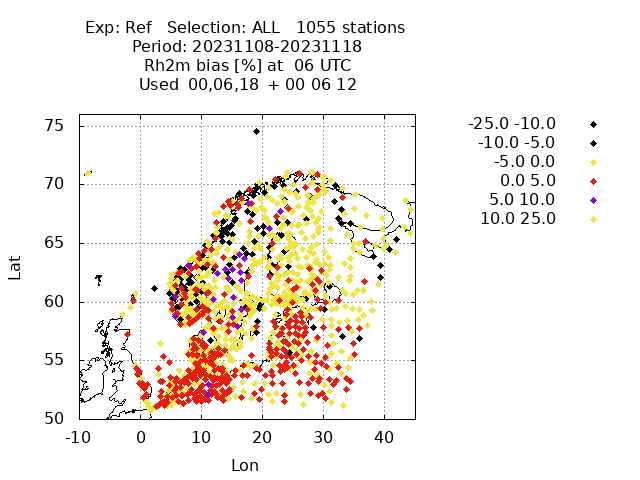 Exp: Ref   Selection: ALL   1055 stations
Period: 20231108-20231118
Rh2m bias [%] at  06 UTC
Used  00,06,18  + 00 06 12
-25.0 -10.0
-10.0 -5.0
-5.0 0.0
0.0 5.0
5.0 10.0
10.0 25.0
75
70
65
60
55
50
Lat
-10 0 10 20 30 40
Lon